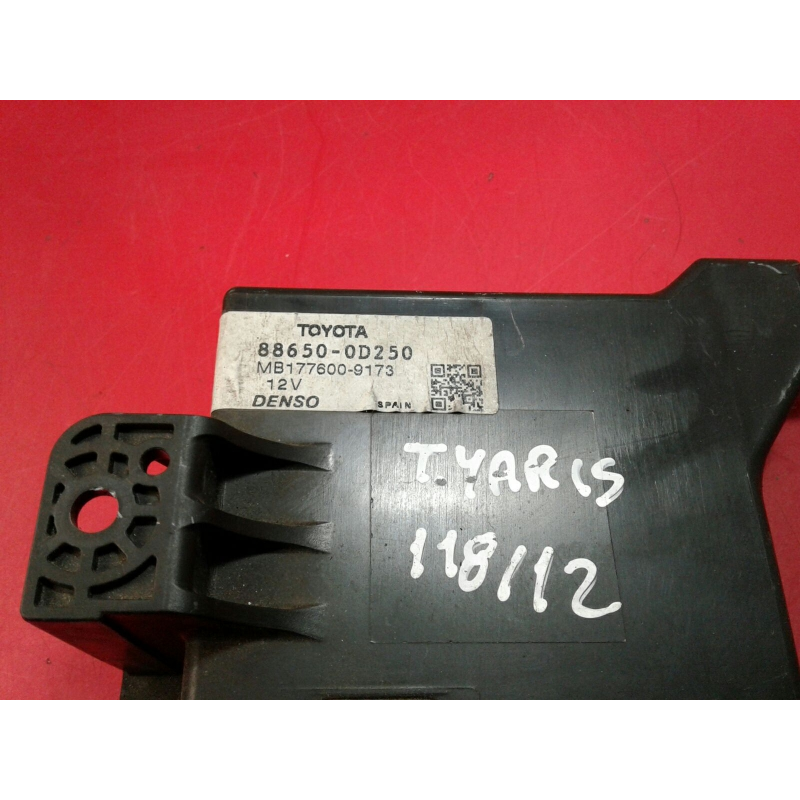 TOYOTA
88650-0D250
MB177600-9173
12V
DENSO SPAIN
T.YARIS
118/12